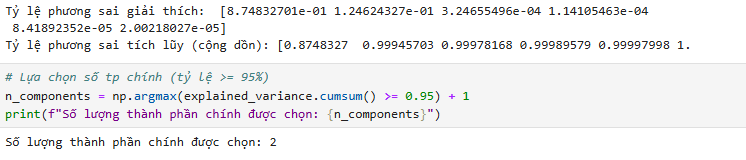 Tỷ lệ phương sai giải thích:  [8.74832701e-01 1.24624327e-01 3.24655496e-04 1.14105463e-04
 8.41892352e-05 2.00218027e-05]
Tỷ lệ phương sai tích lũy (cộng dồn): [0.8748327  0.99945703 0.99978168 0.99989579 0.99997998 1.
# Lựa chọn số tp chính (tỷ lệ >= 95%)
n_components = np.argmax(explained_variance.cumsum() >= 0.95) + 1
print(f"Số lượng thành phần chính được chọn: {n_components}")
Số lượng thành phần chính được chọn: 2